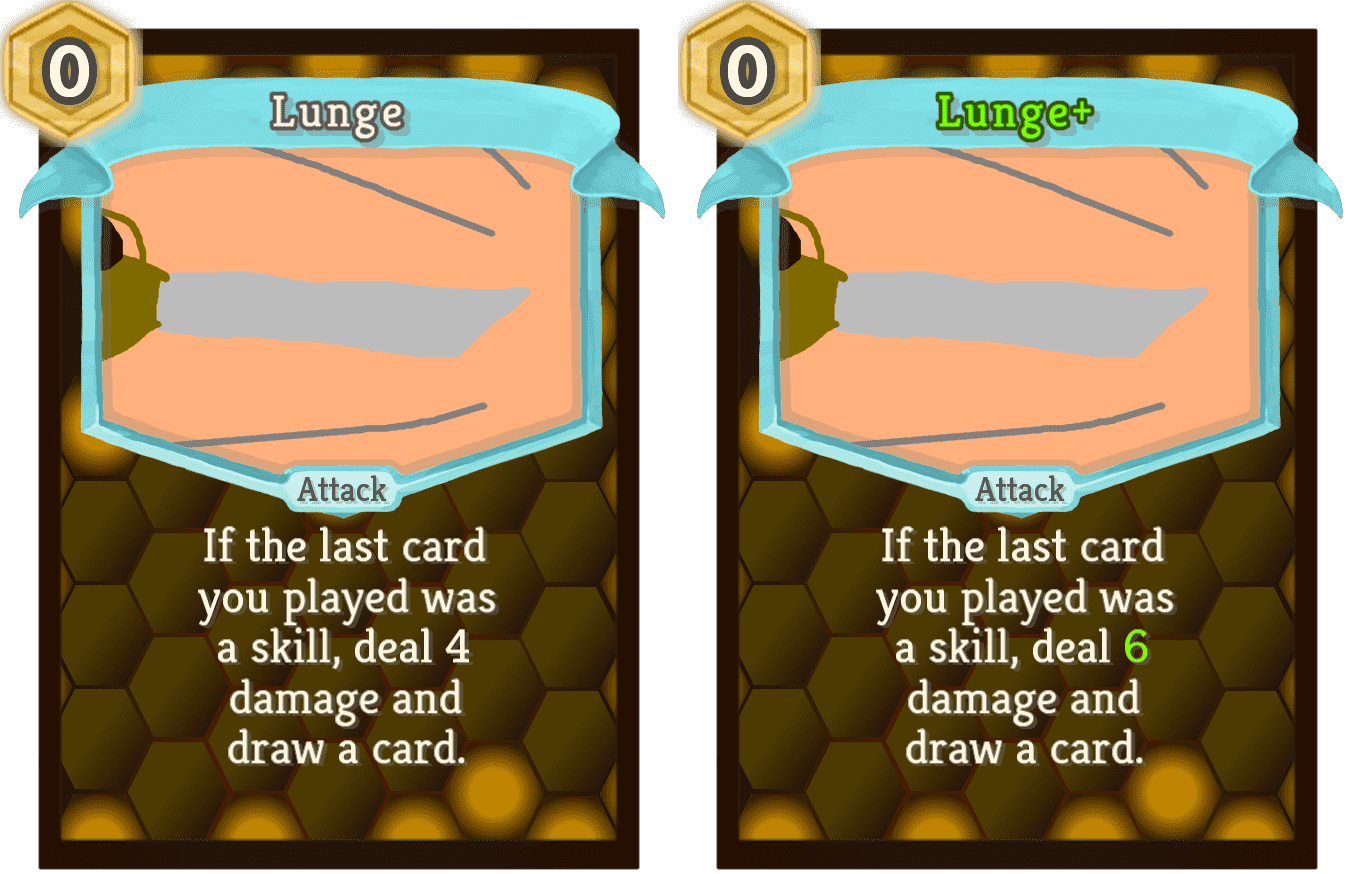 0
Lunge
Attack
If the last card
you played was
a skill, deal 4
damage and
draw a card.
0
Lunge+
Attack
If the last card
you played was
a skill, deal 6
damage and
draw a card.